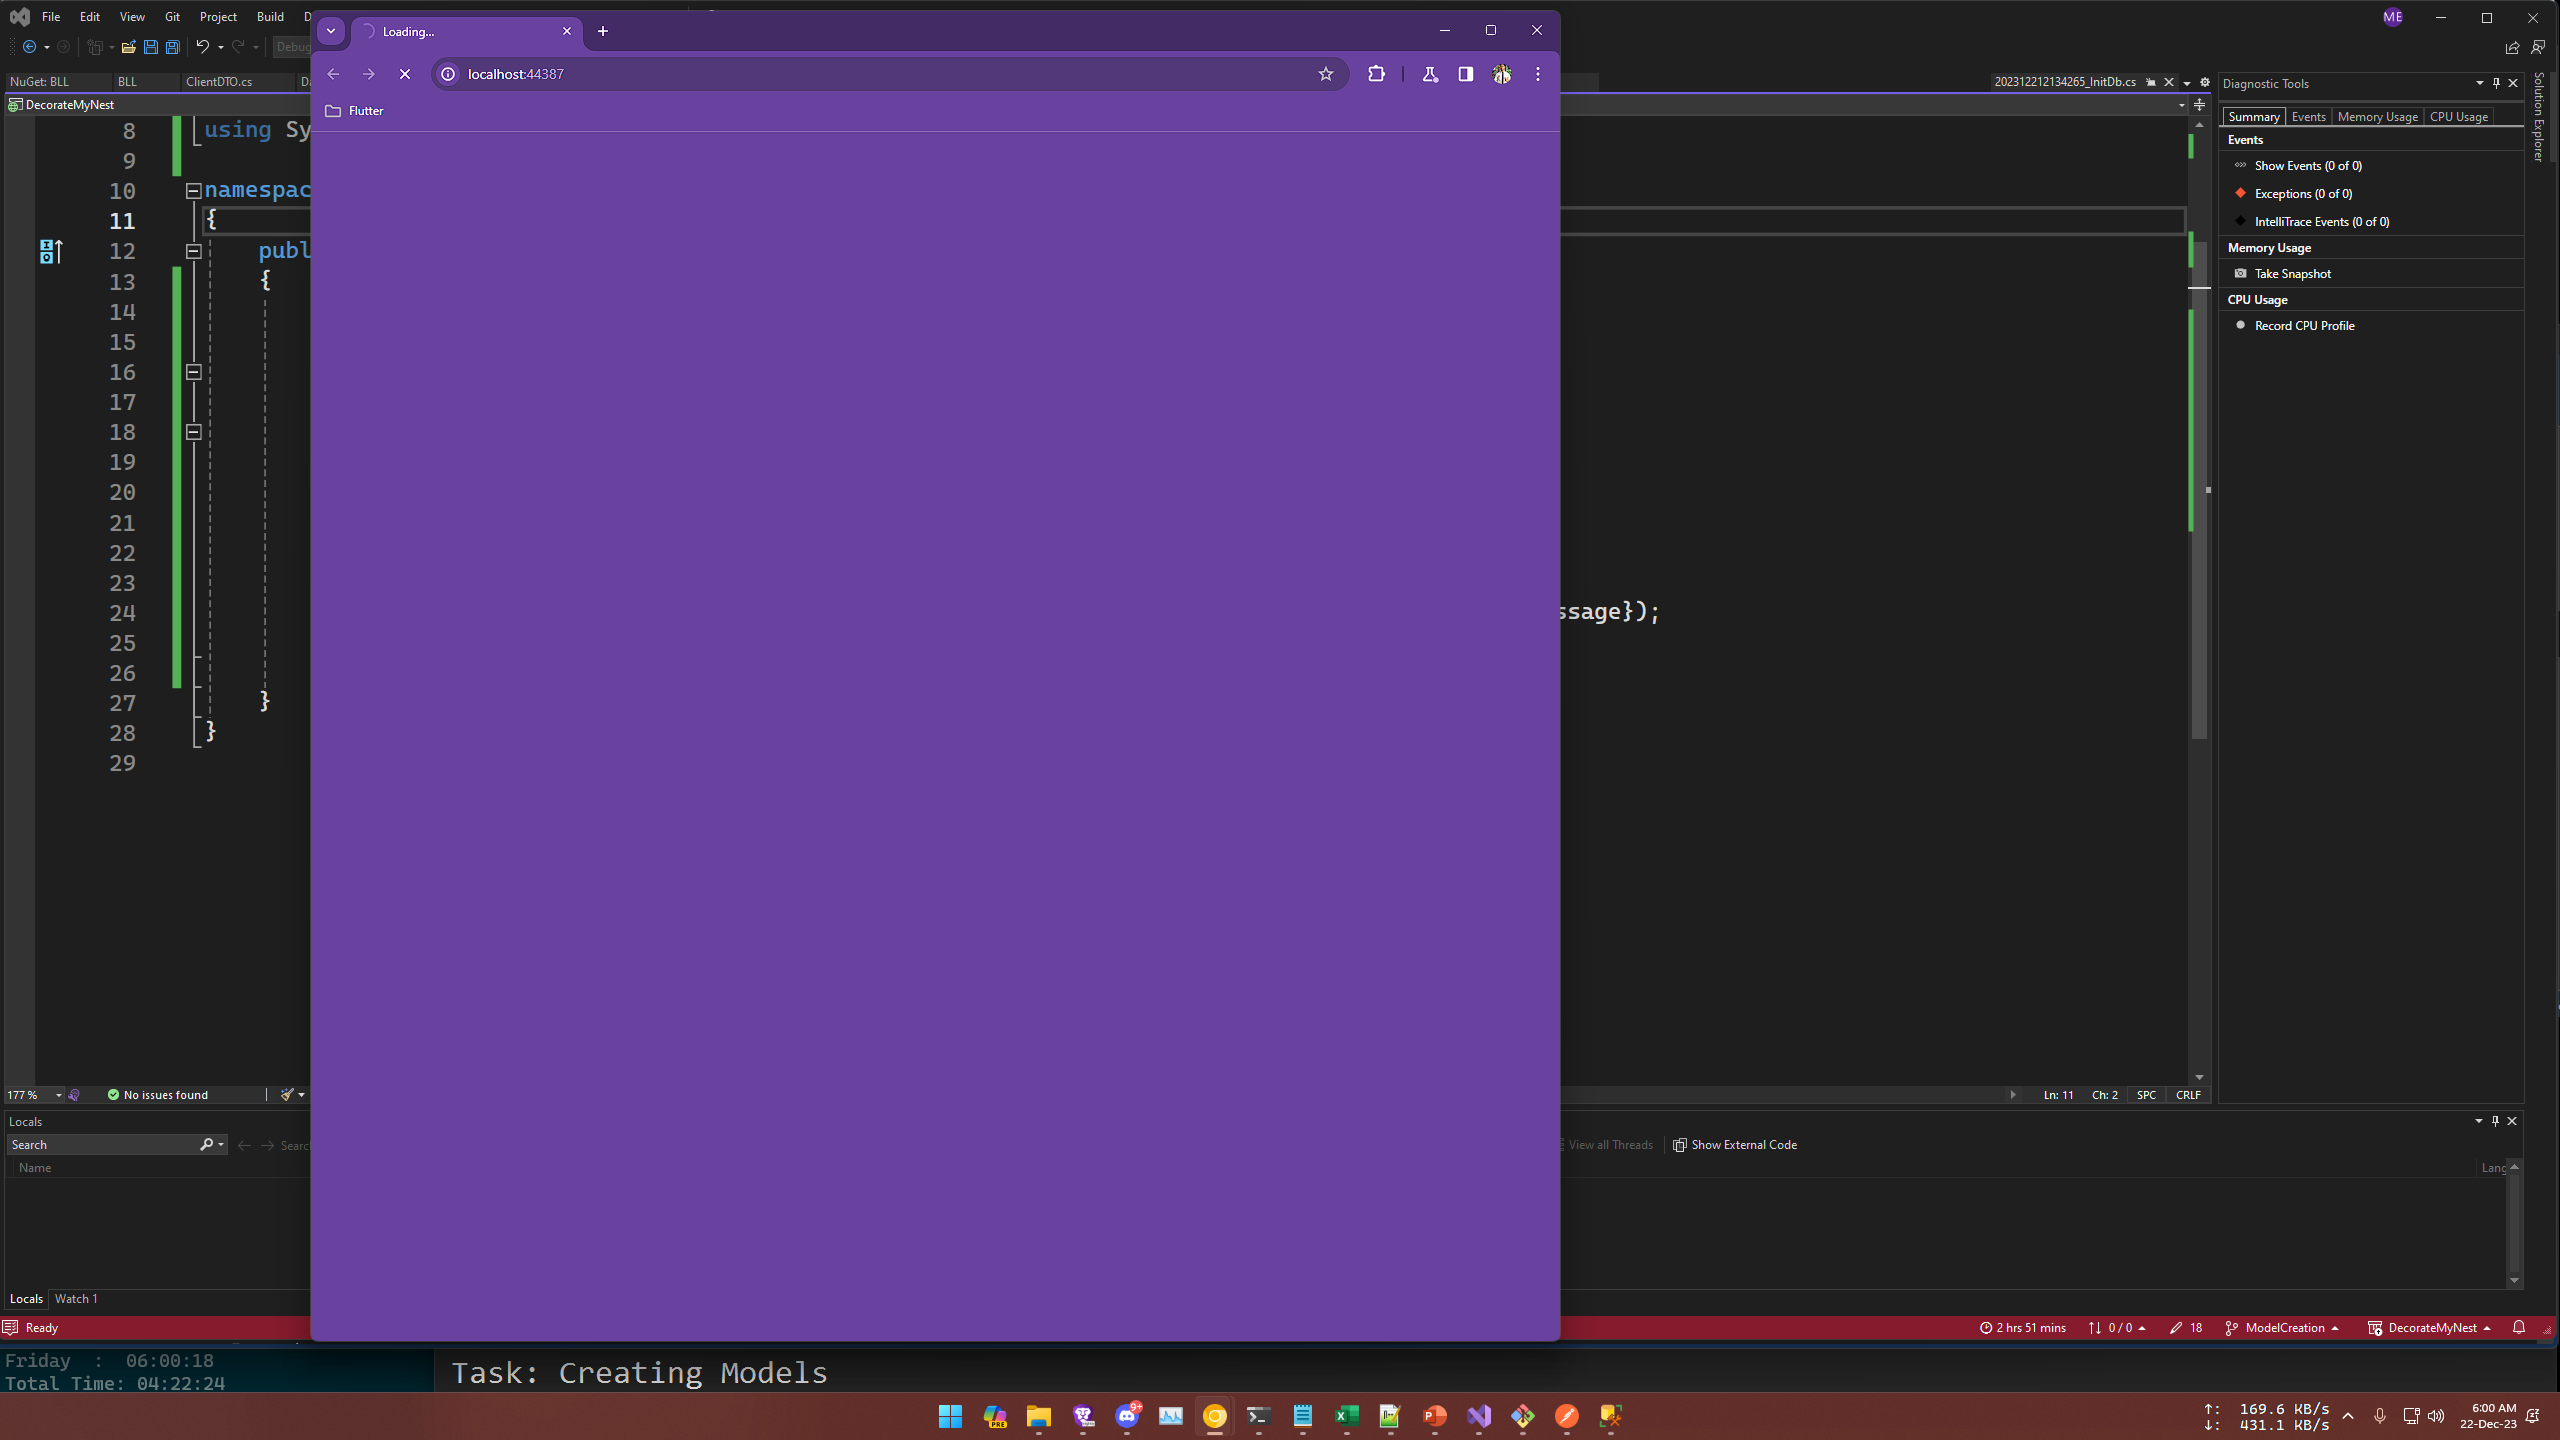 File Edit View Git Project Build
Loading...
ME
localhost:44387
Debug
Flutter
NuGet: BLL BLL ClientDTO.cs
202312212134265_InitDb.cs
Diagnostic Tools
Solution Explorer
DecorateMyNest
Summary Events Memory Usage CPU Usage
Events
Show Events (0 of 0)
Exceptions (0 of 0)
IntelliTrace Events (0 of 0)
Memory Usage
Take Snapshot
CPU Usage
Record CPU Profile
8 using Sy
9
10 namespac
11 {
12 publ
13 {
14
15
16
17
18
19
20
21
22
23
24 ssage});
25
26
27 }
28 }
29
177 % No issues found
Ln: 11 Ch: 2 SPC CRLF
Locals
Search
Searc
View all Threads Show External Code
Name
Lang
Locals Watch 1
Ready
2 hrs 51 mins 0 / 0 18 ModelCreation DecorateMyNest
Friday : 06:00:18
Total Time: 04:22:24
Task: Creating Models
PRE
9+
↑: 169.6 KB/s
↓: 431.1 KB/s
6:00 AM
22-Dec-23